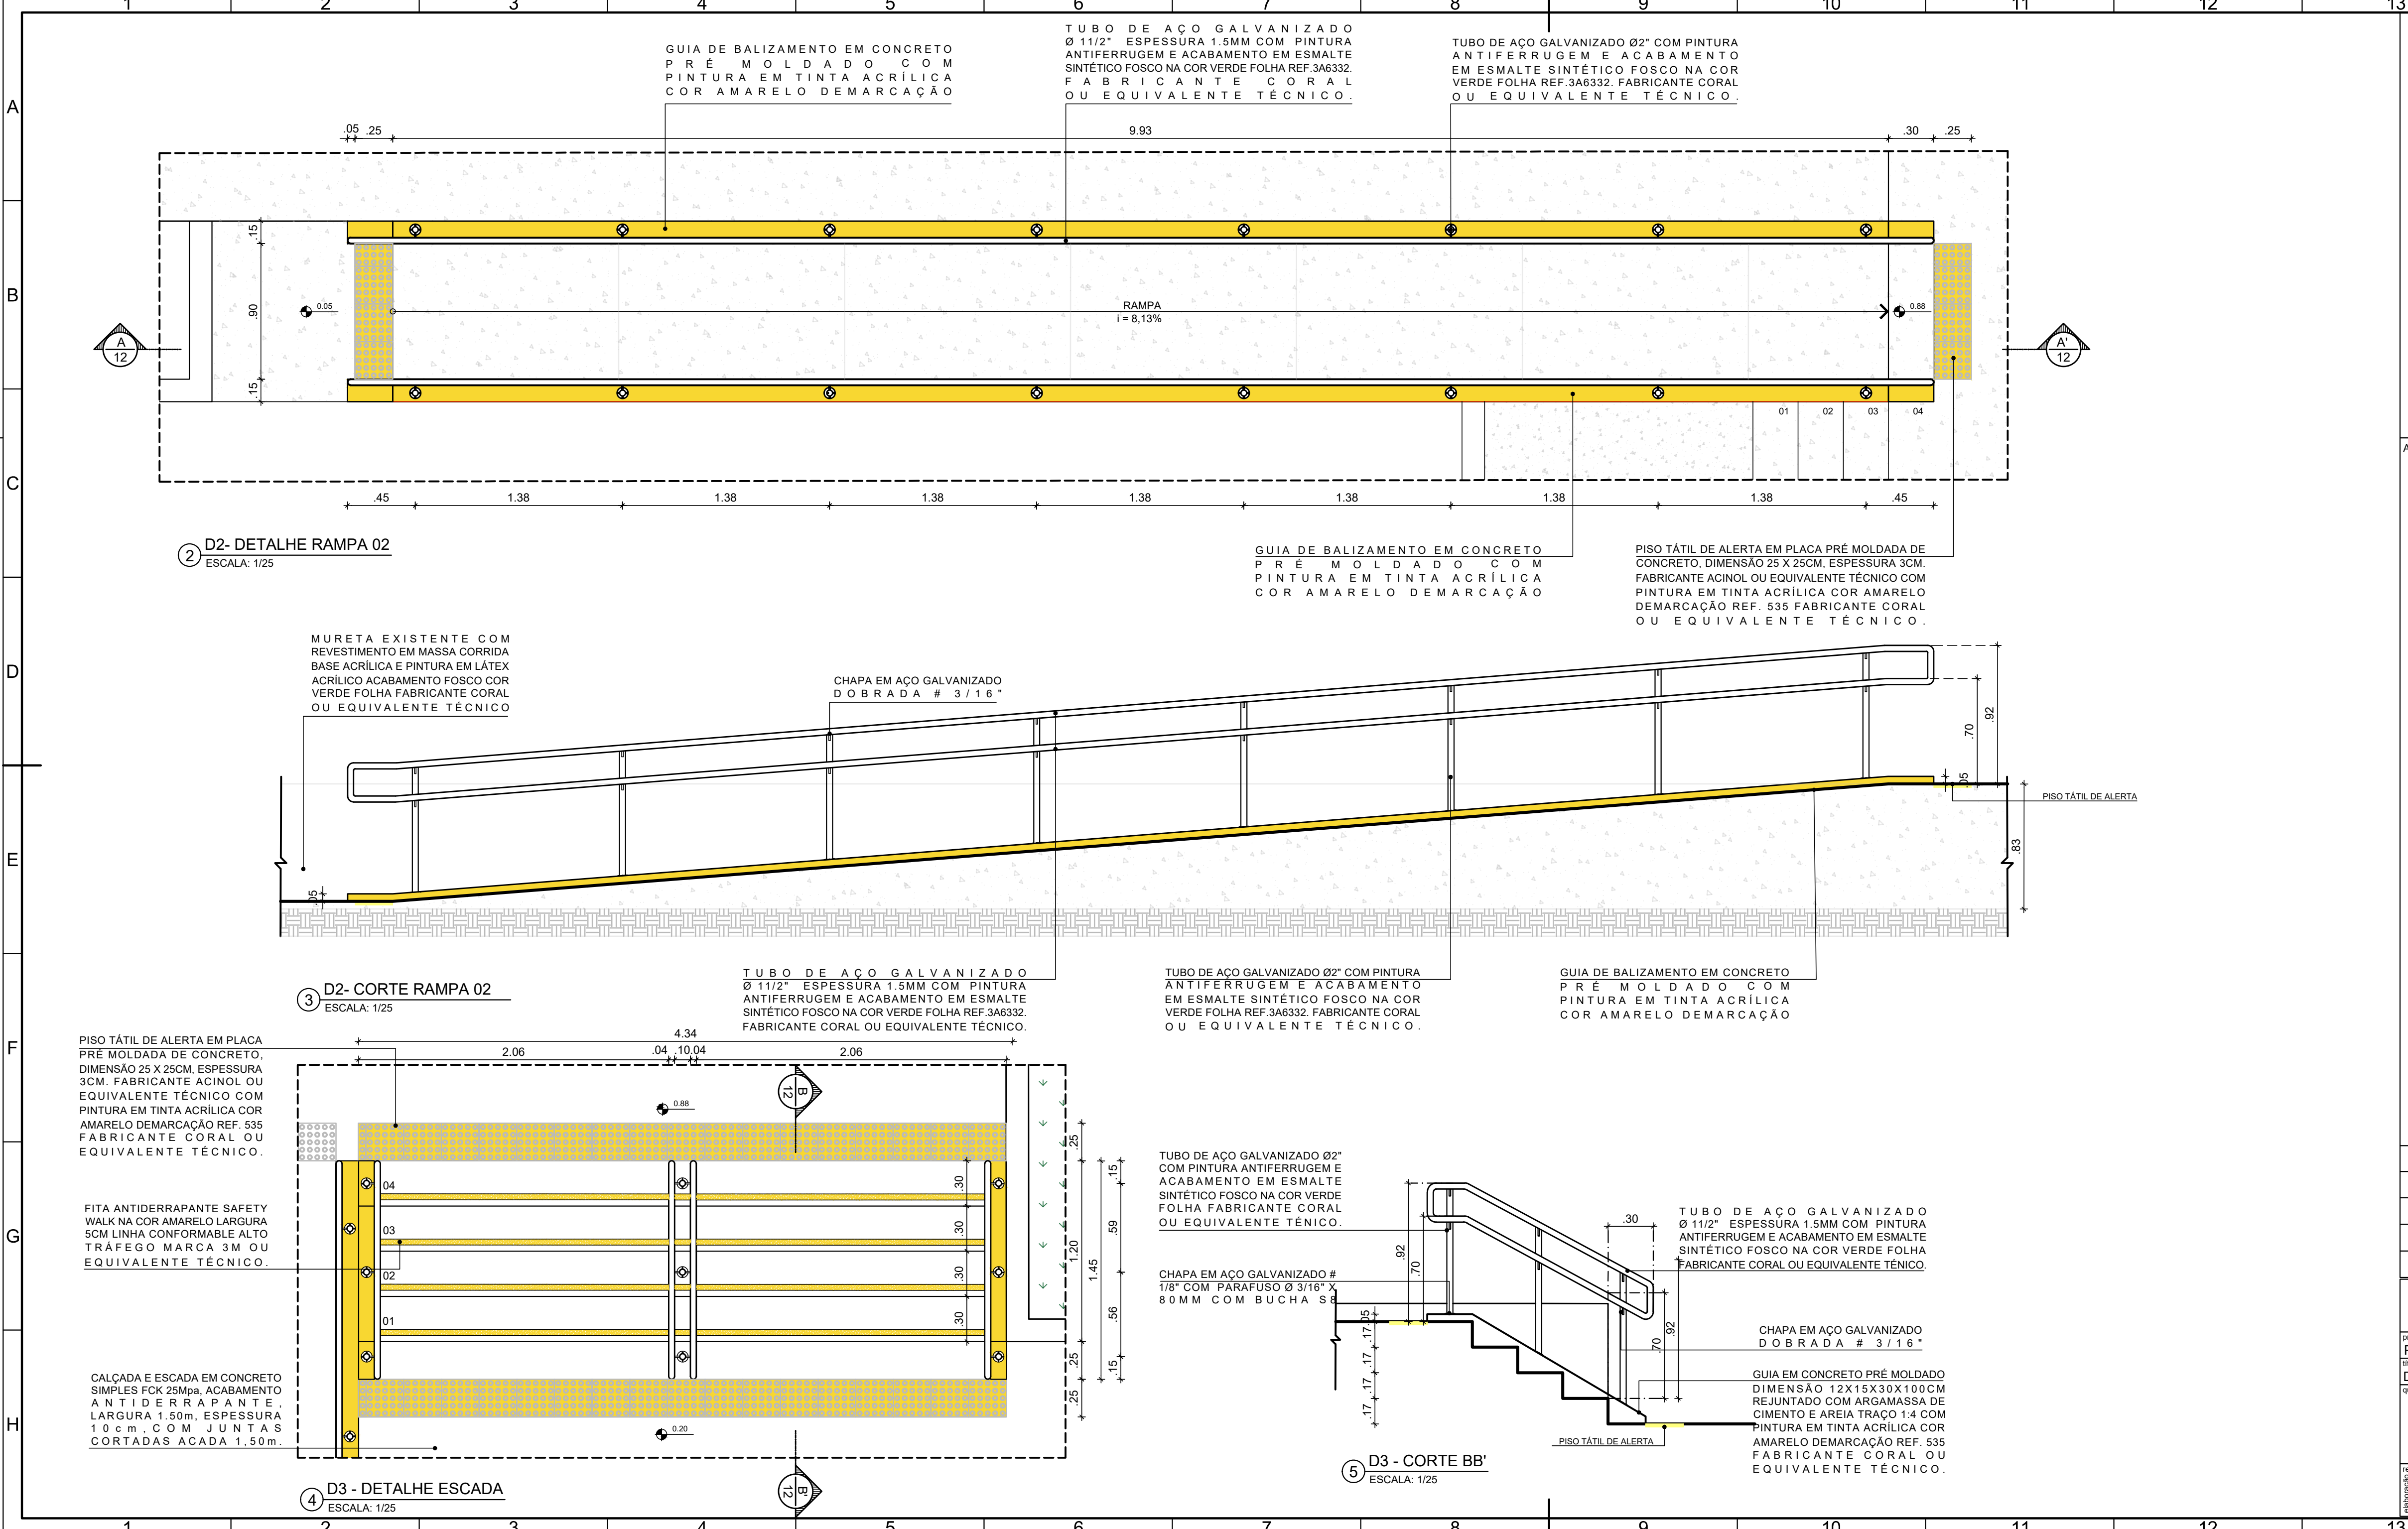 1 2 3 4 5 6 7 8 9 10 11 12 13
A
B
C
D
E
F
G
H
GUIA DE BALIZAMENTO EM CONCRETO
PRÉ MOLDADO COM
PINTURA EM TINTA ACRÍLICA
COR AMARELO DEMARCAÇÃO
TUBO DE AÇO GALVANIZADO
Ø 11/2" ESPESSURA 1.5MM COM PINTURA
ANTIFERRUGEM E ACABAMENTO EM ESMALTE
SINTÉTICO FOSCO NA COR VERDE FOLHA REF.3A6332.
FABRICANTE CORAL
OU EQUIVALENTE TÉCNICO.
TUBO DE AÇO GALVANIZADO Ø2" COM PINTURA
ANTIFERRUGEM E ACABAMENTO
EM ESMALTE SINTÉTICO FOSCO NA COR
VERDE FOLHA REF.3A6332. FABRICANTE CORAL
OU EQUIVALENTE TÉCNICO.
.05 .25 9.93 .30 .25
.15
.90
.15
0.05
RAMPA
i = 8,13%
0.88
A
12
A'
12
01 02 03 04
.45 1.38 1.38 1.38 1.38 1.38 1.38 1.38 .45
2 D2- DETALHE RAMPA 02
ESCALA: 1/25
GUIA DE BALIZAMENTO EM CONCRETO
PRÉ MOLDADO COM
PINTURA EM TINTA ACRÍLICA
COR AMARELO DEMARCAÇÃO
PISO TÁTIL DE ALERTA EM PLACA PRÉ MOLDADA DE
CONCRETO, DIMENSÃO 25 X 25CM, ESPESSURA 3CM.
FABRICANTE ACINOL OU EQUIVALENTE TÉCNICO COM
PINTURA EM TINTA ACRÍLICA COR AMARELO
DEMARCAÇÃO REF. 535 FABRICANTE CORAL
OU EQUIVALENTE TÉCNICO.
MURETA EXISTENTE COM
REVESTIMENTO EM MASSA CORRIDA
BASE ACRÍLICA E PINTURA EM LÁTEX
ACRÍLICO ACABAMENTO FOSCO COR
VERDE FOLHA FABRICANTE CORAL
OU EQUIVALENTE TÉCNICO
CHAPA EM AÇO GALVANIZADO
DOBRADA # 3/16"
.70
.92
.05
PISO TÁTIL DE ALERTA
.83
.05
3 D2- CORTE RAMPA 02
ESCALA: 1/25
TUBO DE AÇO GALVANIZADO
Ø 11/2" ESPESSURA 1.5MM COM PINTURA
ANTIFERRUGEM E ACABAMENTO EM ESMALTE
SINTÉTICO FOSCO NA COR VERDE FOLHA REF.3A6332.
FABRICANTE CORAL OU EQUIVALENTE TÉCNICO.
TUBO DE AÇO GALVANIZADO Ø2" COM PINTURA
ANTIFERRUGEM E ACABAMENTO
EM ESMALTE SINTÉTICO FOSCO NA COR
VERDE FOLHA REF.3A6332. FABRICANTE CORAL
OU EQUIVALENTE TÉCNICO.
GUIA DE BALIZAMENTO EM CONCRETO
PRÉ MOLDADO COM
PINTURA EM TINTA ACRÍLICA
COR AMARELO DEMARCAÇÃO
PISO TÁTIL DE ALERTA EM PLACA
PRÉ MOLDADA DE CONCRETO,
DIMENSÃO 25 X 25CM, ESPESSURA
3CM. FABRICANTE ACINOL OU
EQUIVALENTE TÉCNICO COM
PINTURA EM TINTA ACRÍLICA COR
AMARELO DEMARCAÇÃO REF. 535
FABRICANTE CORAL OU
EQUIVALENTE TÉCNICO.
FITA ANTIDERRAPANTE SAFETY
WALK NA COR AMARELO LARGURA
5CM LINHA CONFORMABLE ALTO
TRÁFEGO MARCA 3M OU
EQUIVALENTE TÉCNICO.
CALÇADA E ESCADA EM CONCRETO
SIMPLES FCK 25Mpa, ACABAMENTO
ANTIDERRAPANTE,
LARGURA 1.50m, ESPESSURA
10cm, COM JUNTAS
CORTADAS ACADA 1,50m.
4.34
2.06 .04 .10 .04 2.06
B
12
0.88
04
03
02
01
.30
.30
.30
.30
.25
1.20
.25
.25
1.45
.15
.59
.56
.15
0.20
B'
12
4 D3 - DETALHE ESCADA
ESCALA: 1/25
TUBO DE AÇO GALVANIZADO Ø2"
COM PINTURA ANTIFERRUGEM E
ACABAMENTO EM ESMALTE
SINTÉTICO FOSCO NA COR VERDE
FOLHA FABRICANTE CORAL
OU EQUIVALENTE TÉNICO.
CHAPA EM AÇO GALVANIZADO #
1/8" COM PARAFUSO Ø 3/16" X
80MM COM BUCHA S8
.92
.70
.05
.17
.17
.17
.17
.30
.70
.92
TUBO DE AÇO GALVANIZADO
Ø 11/2" ESPESSURA 1.5MM COM PINTURA
ANTIFERRUGEM E ACABAMENTO EM ESMALTE
SINTÉTICO FOSCO NA COR VERDE FOLHA
FABRICANTE CORAL OU EQUIVALENTE TÉNICO.
CHAPA EM AÇO GALVANIZADO
DOBRADA # 3/16"
GUIA EM CONCRETO PRÉ MOLDADO
DIMENSÃO 12X15X30X100CM
REJUNTADO COM ARGAMASSA DE
CIMENTO E AREIA TRAÇO 1:4 COM
PINTURA EM TINTA ACRÍLICA COR
AMARELO DEMARCAÇÃO REF. 535
FABRICANTE CORAL OU
EQUIVALENTE TÉCNICO.
PISO TÁTIL DE ALERTA
5 D3 - CORTE BB'
ESCALA: 1/25
1 2 3 4 5 6 7 8 9 10 11 12 13